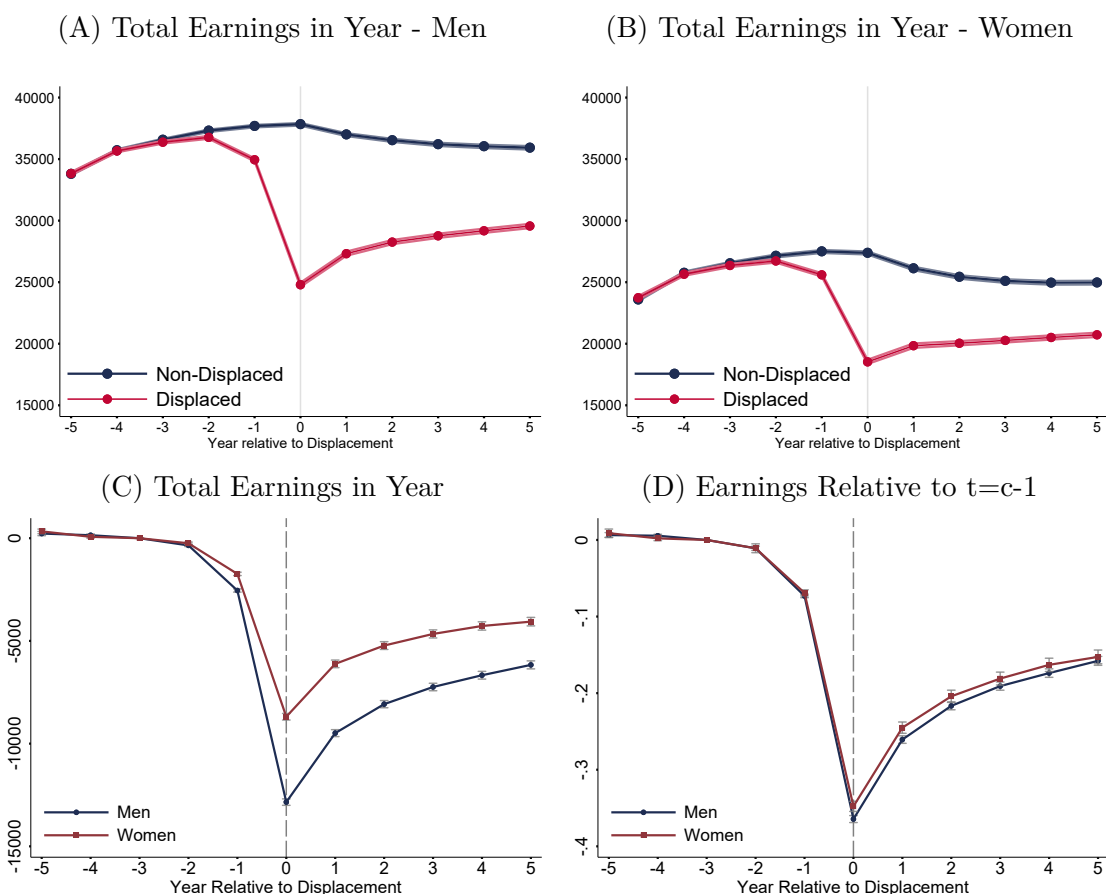 (A) Total Earnings in Year - Men
40000
35000
30000
25000
20000
15000
Non-Displaced
Displaced
-5 -4 -3 -2 -1 0 1 2 3 4 5
Year relative to Displacement
(B) Total Earnings in Year - Women
40000
35000
30000
25000
20000
15000
Non-Displaced
Displaced
-5 -4 -3 -2 -1 0 1 2 3 4 5
Year relative to Displacement
(C) Total Earnings in Year
0
-5000
-10000
-15000
Men
Women
-5 -4 -3 -2 -1 0 1 2 3 4 5
Year Relative to Displacement
(D) Earnings Relative to t=c-1
0
-.1
-.2
-.3
-.4
Men
Women
-5 -4 -3 -2 -1 0 1 2 3 4 5
Year Relative to Displacement